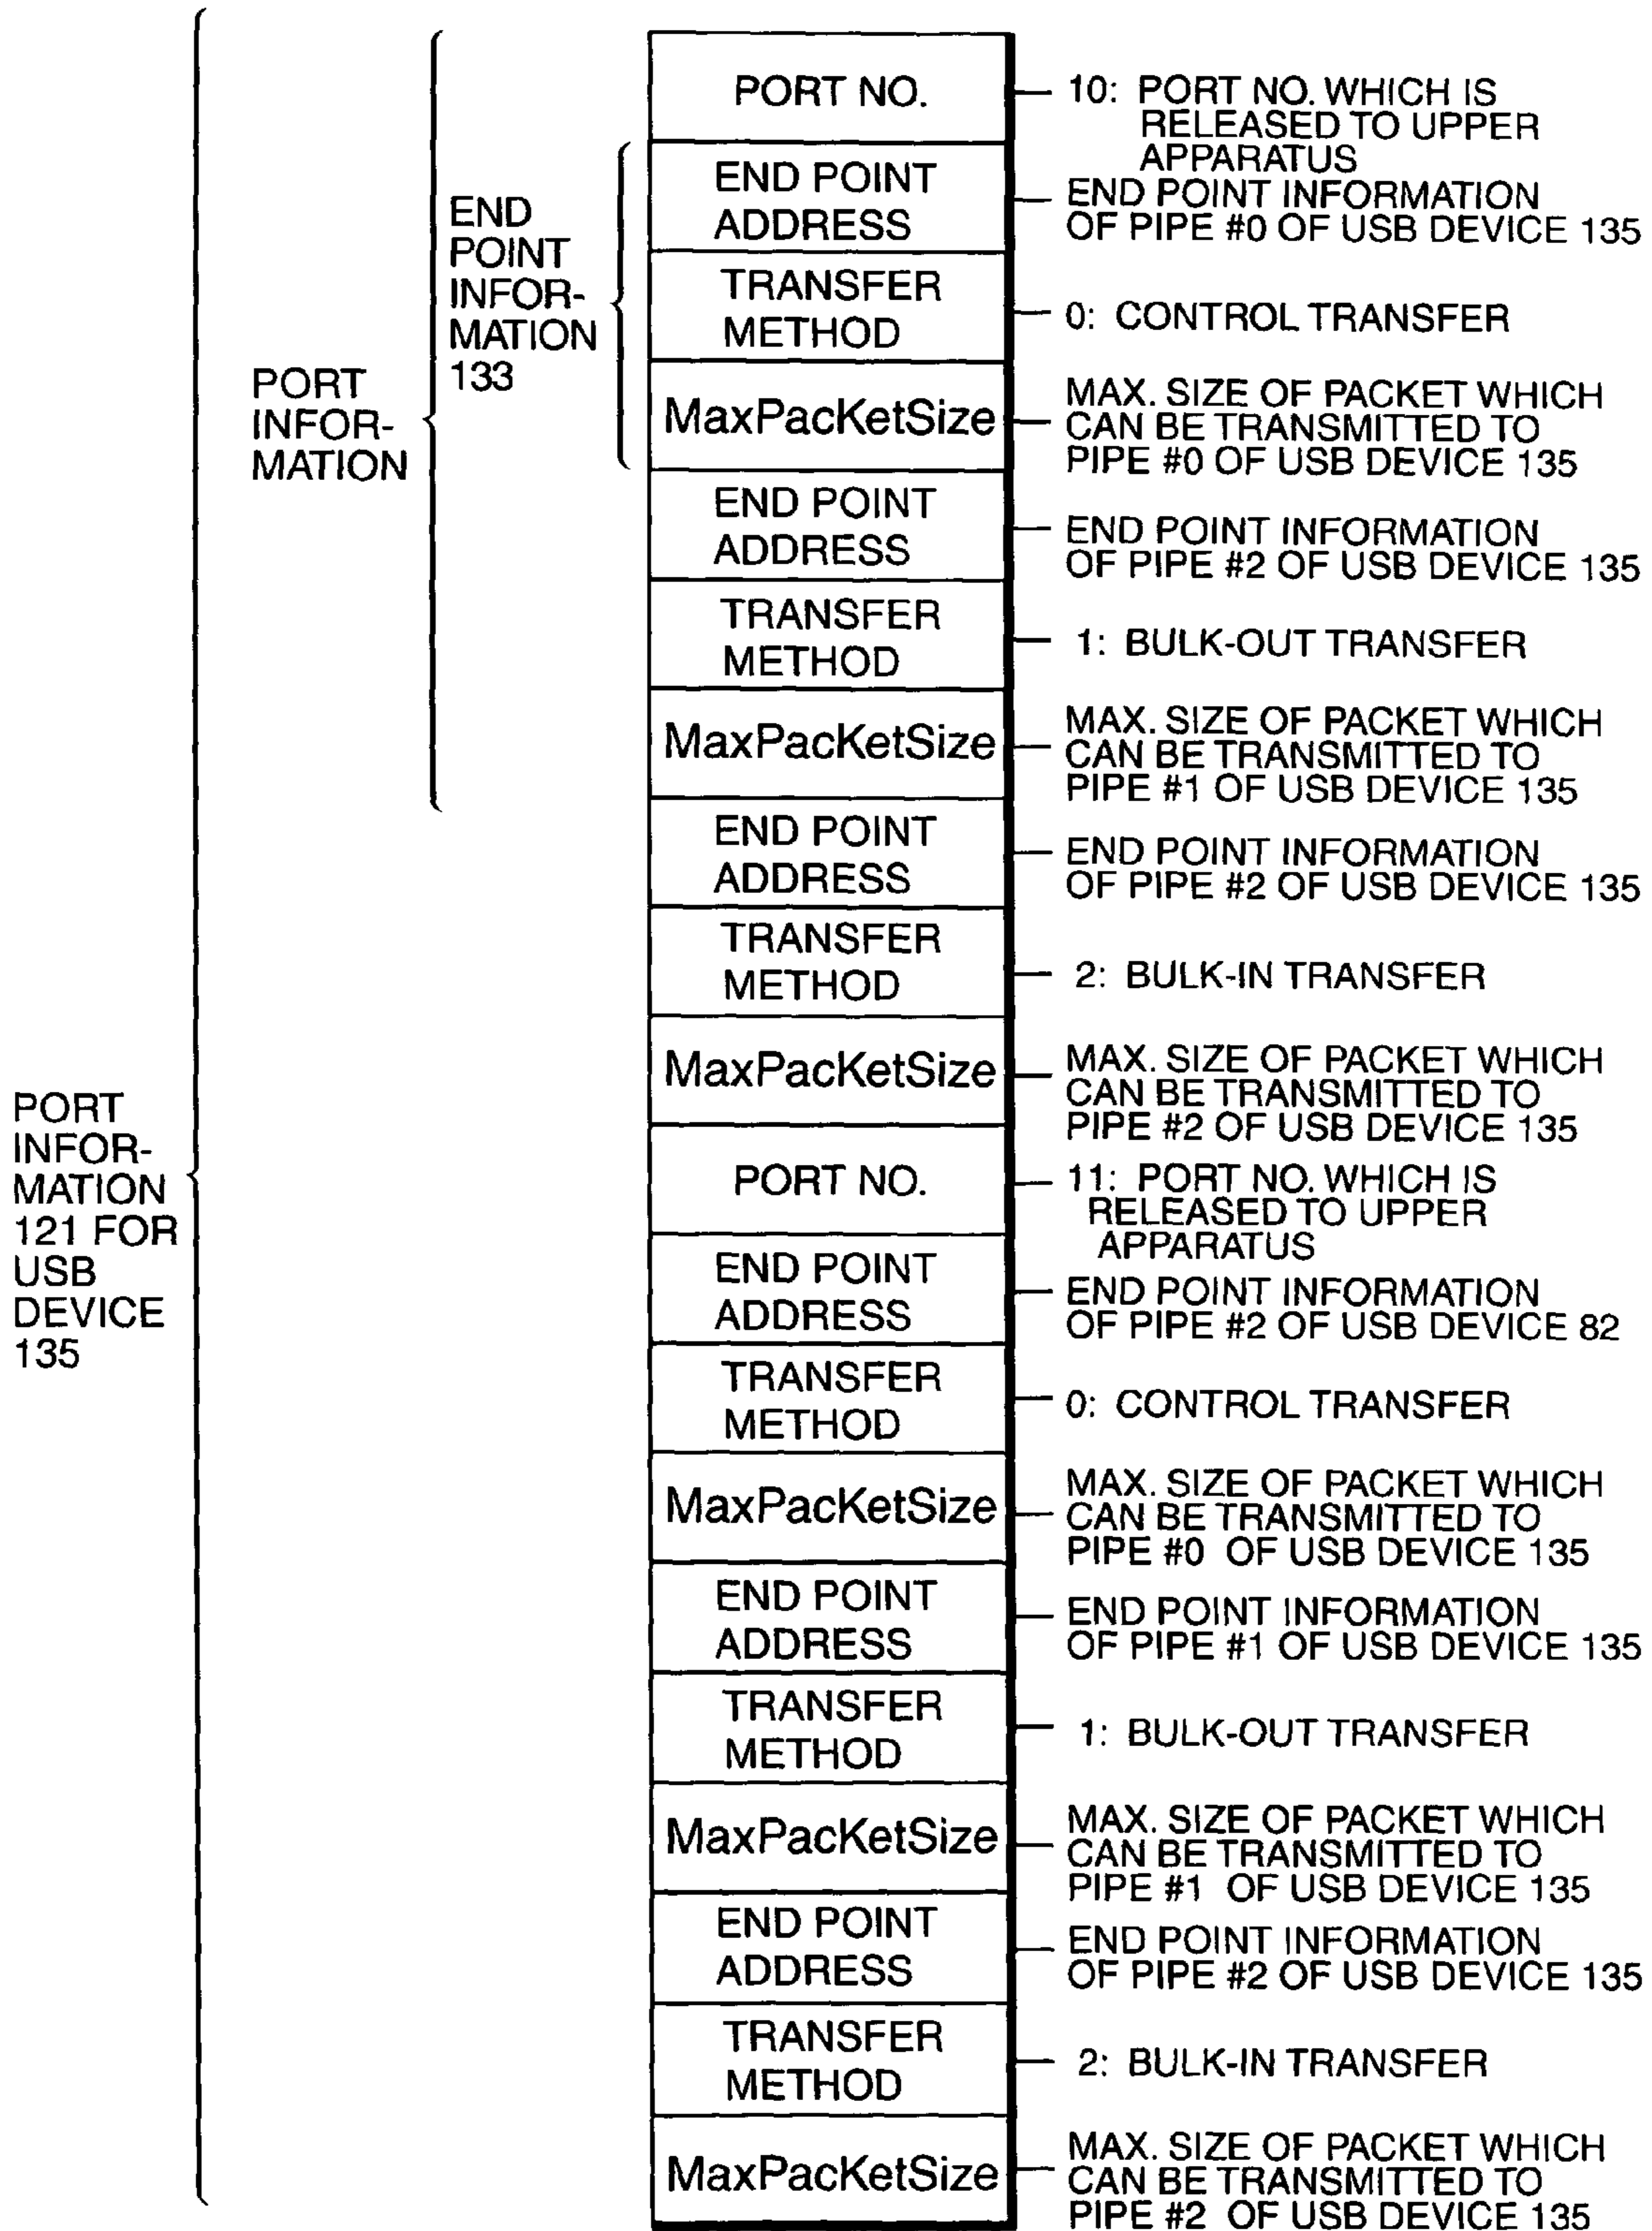 PORT
INFOR-
MATION
121 FOR
USB
DEVICE
135
PORT
INFOR-
MATION
END
POINT
INFOR-
MATION
133
PORT NO.
10: PORT NO. WHICH IS
RELEASED TO UPPER
APPARATUS
END POINT
ADDRESS
END POINT INFORMATION
OF PIPE #0 OF USB DEVICE 135
TRANSFER
METHOD
0: CONTROL TRANSFER
MaxPacKetSize
MAX. SIZE OF PACKET WHICH
CAN BE TRANSMITTED TO
PIPE #0 OF USB DEVICE 135
END POINT
ADDRESS
END POINT INFORMATION
OF PIPE #2 OF USB DEVICE 135
TRANSFER
METHOD
1: BULK-OUT TRANSFER
MaxPacKetSize
MAX. SIZE OF PACKET WHICH
CAN BE TRANSMITTED TO
PIPE #1 OF USB DEVICE 135
END POINT
ADDRESS
END POINT INFORMATION
OF PIPE #2 OF USB DEVICE 135
TRANSFER
METHOD
2: BULK-IN TRANSFER
MaxPacKetSize
MAX. SIZE OF PACKET WHICH
CAN BE TRANSMITTED TO
PIPE #2 OF USB DEVICE 135
PORT NO.
11: PORT NO. WHICH IS
RELEASED TO UPPER
APPARATUS
END POINT
ADDRESS
END POINT INFORMATION
OF PIPE #2 OF USB DEVICE 82
TRANSFER
METHOD
0: CONTROL TRANSFER
MaxPacKetSize
MAX. SIZE OF PACKET WHICH
CAN BE TRANSMITTED TO
PIPE #0 OF USB DEVICE 135
END POINT
ADDRESS
END POINT INFORMATION
OF PIPE #1 OF USB DEVICE 135
TRANSFER
METHOD
1: BULK-OUT TRANSFER
MaxPacKetSize
MAX. SIZE OF PACKET WHICH
CAN BE TRANSMITTED TO
PIPE #1 OF USB DEVICE 135
END POINT
ADDRESS
END POINT INFORMATION
OF PIPE #2 OF USB DEVICE 135
TRANSFER
METHOD
2: BULK-IN TRANSFER
MaxPacKetSize
MAX. SIZE OF PACKET WHICH
CAN BE TRANSMITTED TO
PIPE #2 OF USB DEVICE 135